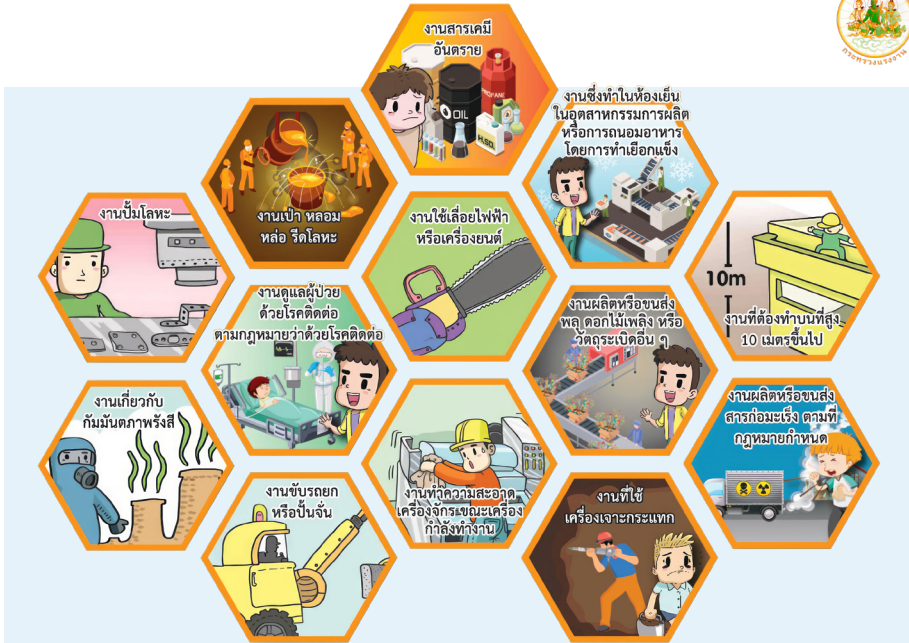 กระทรวงแรงงาน
งานสารเคมี
อันตราย
OIL
PROPANE
H₂SO₄
งานซึ่งทำในห้องเย็น
ในอุตสาหกรรมการผลิต
หรือการถนอมอาหาร
โดยการทำเยือกแข็ง
งานเป่า หลอม
หล่อ รีดโลหะ
งานปั๊มโลหะ
งานใช้เลื่อยไฟฟ้า
หรือเครื่องยนต์
10m
งานที่ต้องทำบนที่สูง
10 เมตรขึ้นไป
งานดูแลผู้ป่วย
ด้วยโรคติดต่อ
ตามกฎหมายว่าด้วยโรคติดต่อ
งานผลิตหรือขนส่ง
พลุ ดอกไม้เพลิง หรือ
วัตถุระเบิดอื่น ๆ
งานเกี่ยวกับ
กัมมันตภาพรังสี
งานทำความสะอาด
เครื่องจักรขณะเครื่อง
กำลังทำงาน
งานผลิตหรือขนส่ง
สารก่อมะเร็ง ตามที่
กฎหมายกำหนด
งานขับรถยก
หรือปั้นจั่น
งานที่ใช้
เครื่องเจาะกระแทก